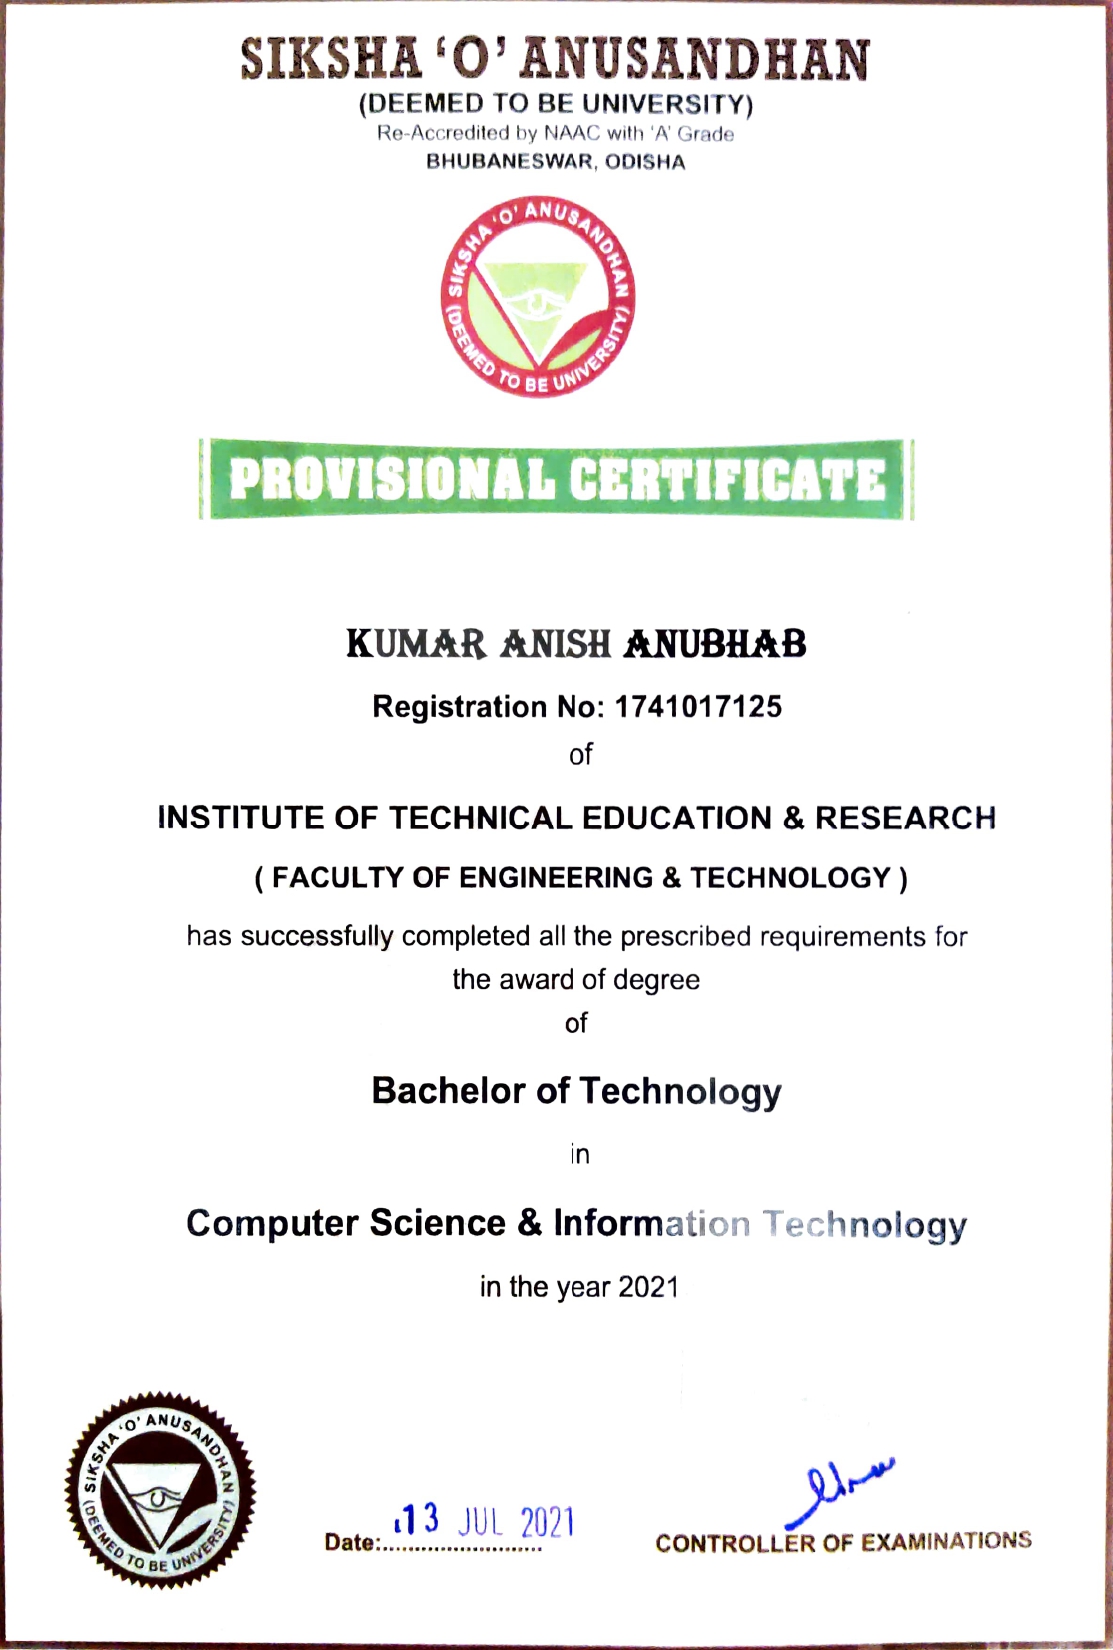 SIKSHA 'O' ANUSANDHAN
(DEEMED TO BE UNIVERSITY)
Re-Accredited by NAAC with 'A' Grade
BHUBANESWAR, ODISHA
SIKSHA 'O' ANUSANDHAN
(DEEMED TO BE UNIVERSITY)
PROVISIONAL CERTIFICATE
KUMAR ANISH ANUBHAB
Registration No: 1741017125
of
INSTITUTE OF TECHNICAL EDUCATION & RESEARCH
( FACULTY OF ENGINEERING & TECHNOLOGY )
has successfully completed all the prescribed requirements for
the award of degree
of
Bachelor of Technology
in
Computer Science & Information Technology
in the year 2021
SIKSHA 'O' ANUSANDHAN
(DEEMED TO BE UNIVERSITY)
Date: 13 JUL 2021
CONTROLLER OF EXAMINATIONS